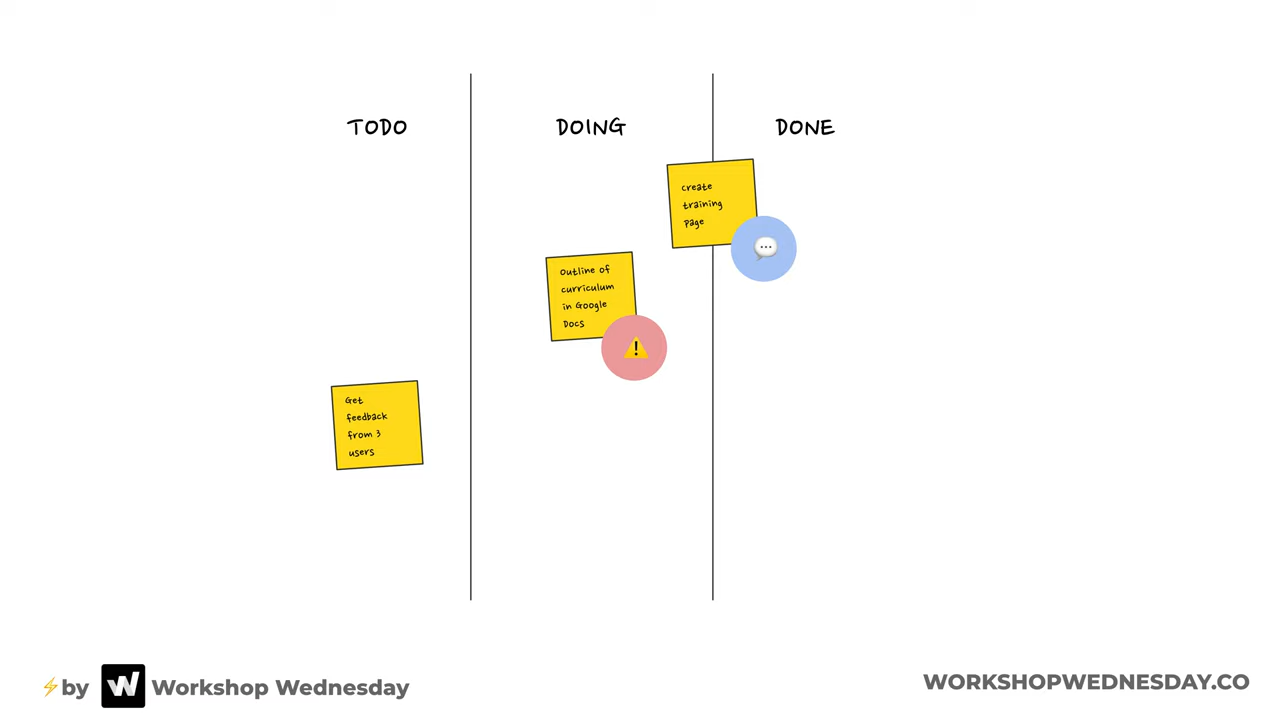 TODO
DOING
DONE
create
training
page
Outline of
curriculum
in Google
Docs
Get
feedback
from 3
users
⚡by W Workshop Wednesday
WORKSHOPWEDNESDAY.CO